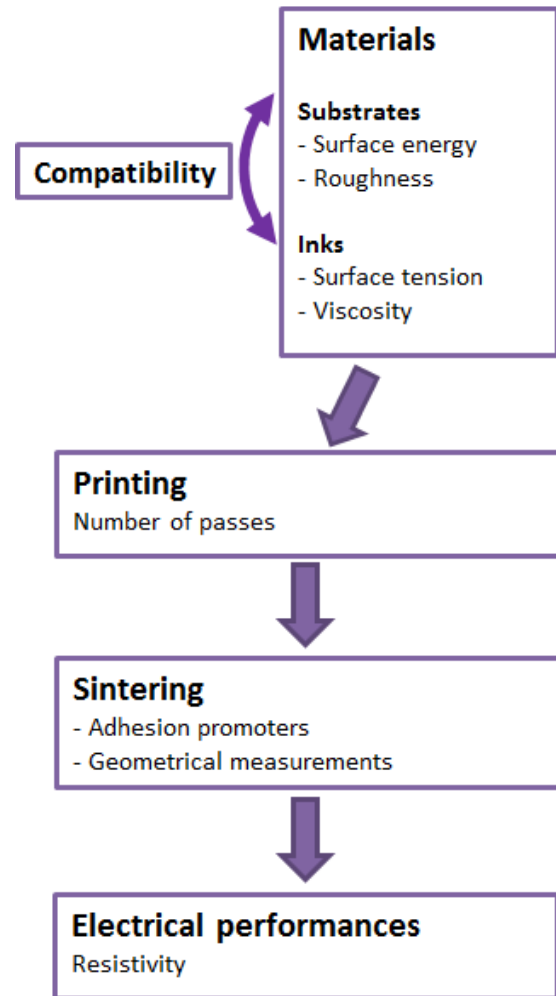 Materials
Substrates
- Surface energy
- Roughness
Compatibility
Inks
- Surface tension
- Viscosity
Printing
Number of passes
Sintering
- Adhesion promoters
- Geometrical measurements
Electrical performances
Resistivity